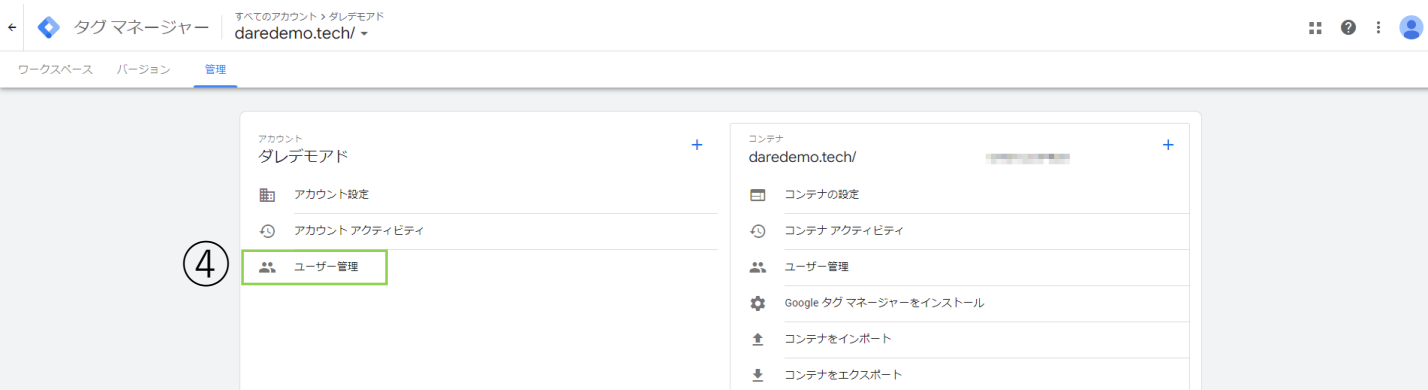 タグ マネージャー
すべてのアカウント > ダレデモアド
daredemo.tech/
ワークスペース
バージョン
管理
アカウント
ダレデモアド
アカウント設定
アカウント アクティビティ
④
ユーザー管理
コンテナ
daredemo.tech/
コンテナの設定
コンテナ アクティビティ
ユーザー管理
Google タグ マネージャーをインストール
コンテナをインポート
コンテナをエクスポート